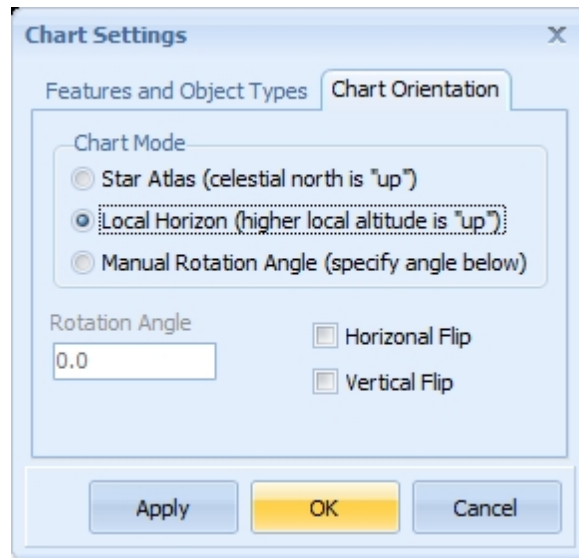 Chart Settings
Features and Object Types
Chart Orientation
Chart Mode
Star Atlas (celestial north is "up")
Local Horizon (higher local altitude is "up")
Manual Rotation Angle (specify angle below)
Rotation Angle
0.0
Horizonal Flip
Vertical Flip
Apply
OK
Cancel